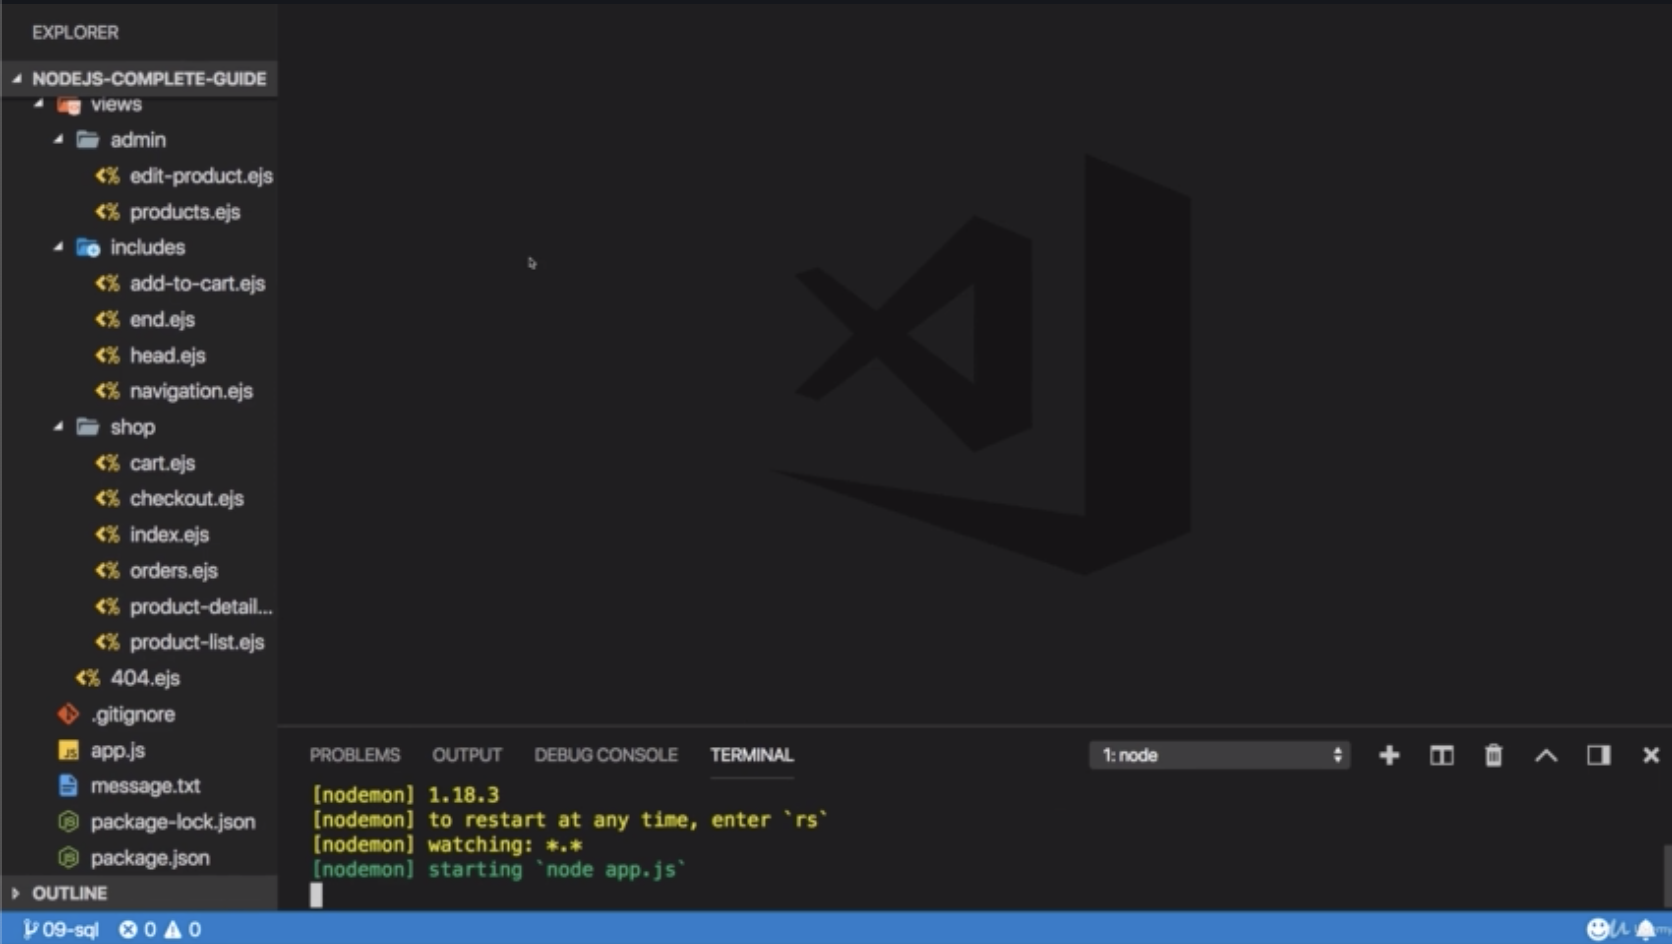 EXPLORER
NODEJS-COMPLETE-GUIDE
views
admin
edit-product.ejs
products.ejs
includes
add-to-cart.ejs
end.ejs
head.ejs
navigation.ejs
shop
cart.ejs
checkout.ejs
index.ejs
orders.ejs
product-detail...
product-list.ejs
404.ejs
.gitignore
app.js
message.txt
package-lock.json
package.json
OUTLINE
PROBLEMS OUTPUT DEBUG CONSOLE TERMINAL 1: node
[nodemon] 1.18.3
[nodemon] to restart at any time, enter `rs`
[nodemon] watching: *.*
[nodemon] starting `node app.js`
09-sql 0 0